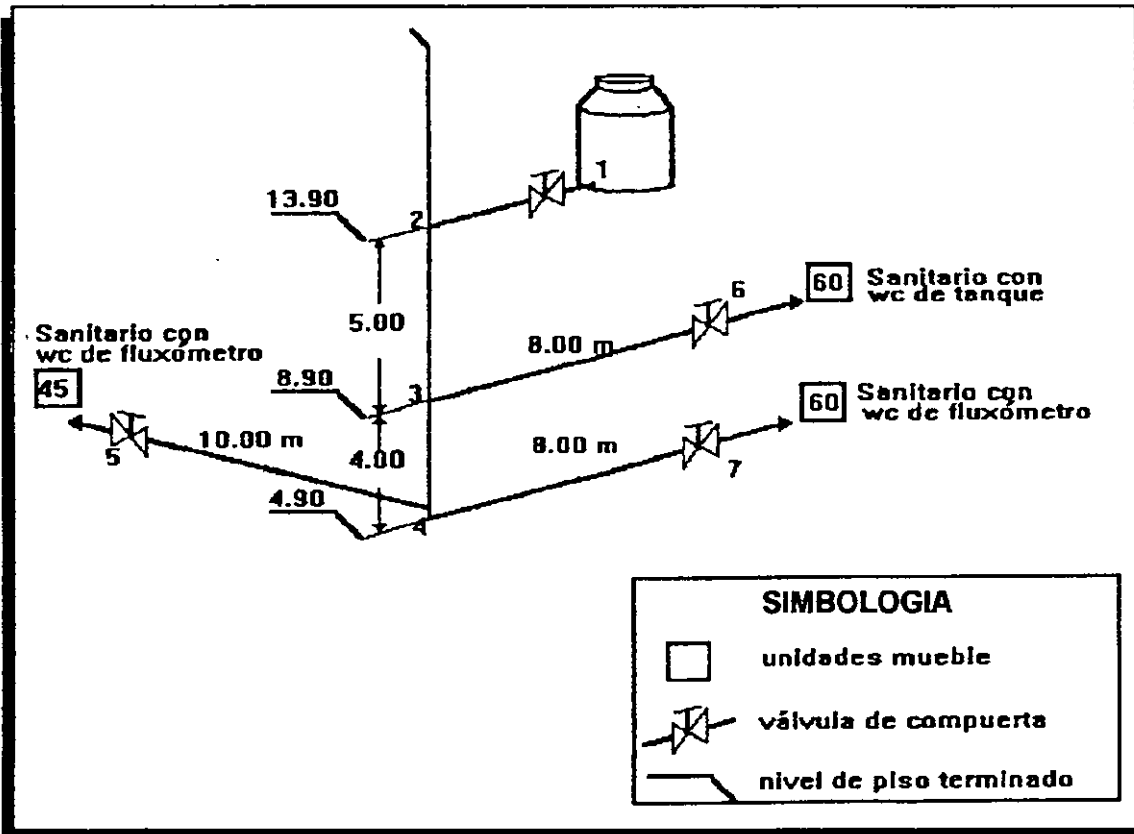 1
13.90
2
5.00
6
60
Sanitario con
wc de tanque
8.00 m
Sanitario con
wc de fluxómetro
45
8.90
3
60
Sanitario con
wc de fluxómetro
10.00 m
5
4.00
8.00 m
7
4.90
4
SIMBOLOGIA
unidades mueble
válvula de compuerta
nivel de piso terminado